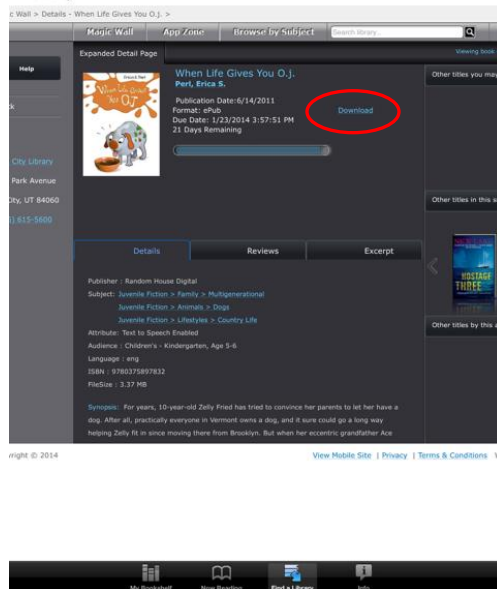 c Wall > Details - When Life Gives You O.J. >
Magic Wall App Zone Browse by Subject Search library...
Expanded Detail Page Viewing book
Help
When Life Gives You O.J.
Perl, Erica S.
Publication Date:6/14/2011
Format: ePub
Due Date: 1/23/2014 3:57:51 PM
21 Days Remaining
Download
Other titles you may
City Library
Park Avenue
City, UT 84060
) 615-5600
Other titles in this s
HOSTAGE
THREE
Other titles by this a
Details Reviews Excerpt
Publisher : Random House Digital
Subject: Juvenile Fiction > Family > Multigenerational
Juvenile Fiction > Animals > Dogs
Juvenile Fiction > Lifestyles > Country Life
Attribute: Text to Speech Enabled
Audience : Children's - Kindergarten, Age 5-6
Language : eng
ISBN : 9780375897832
FileSize : 3.37 MB
Synopsis: For years, 10-year-old Zelly Fried has tried to convince her parents to let her have a
dog. After all, practically everyone in Vermont owns a dog, and it sure could go a long way
helping Zelly fit in since moving there from Brooklyn. But when her eccentric grandfather Ace
yright © 2014 View Mobile Site | Privacy | Terms & Conditions
My Bookshelf Now Reading Find a Library Info